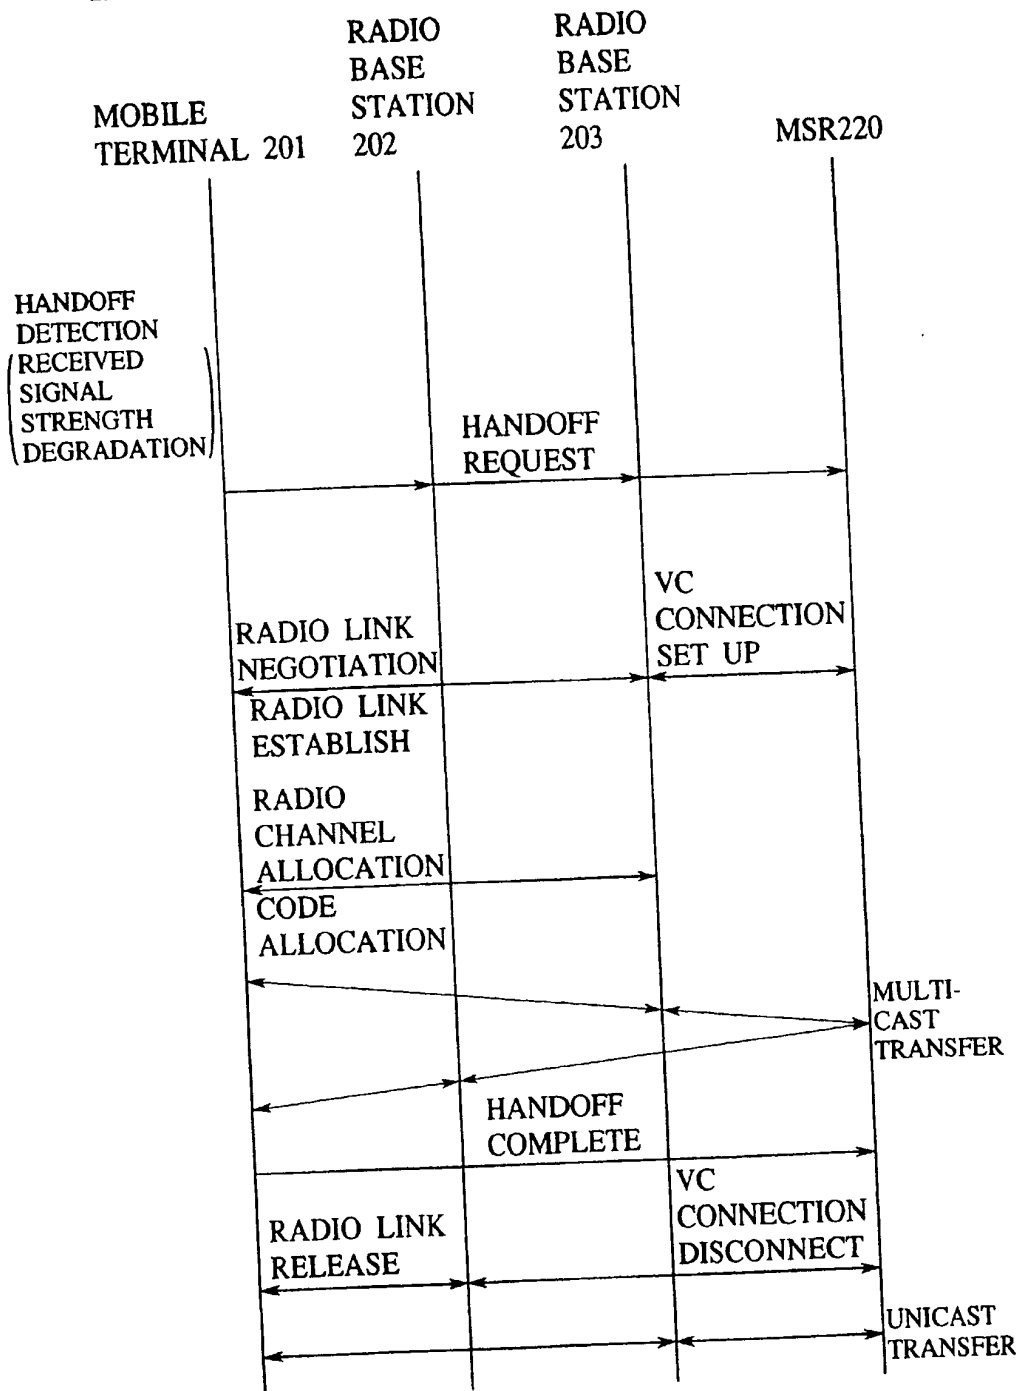 MOBILE
TERMINAL 201
RADIO
BASE
STATION
202
RADIO
BASE
STATION
203
MSR220
HANDOFF
DETECTION
(RECEIVED
SIGNAL
STRENGTH
DEGRADATION)
HANDOFF
REQUEST
VC
CONNECTION
SET UP
RADIO LINK
NEGOTIATION
RADIO LINK
ESTABLISH
RADIO
CHANNEL
ALLOCATION
CODE
ALLOCATION
MULTI-
CAST
TRANSFER
HANDOFF
COMPLETE
VC
CONNECTION
DISCONNECT
RADIO LINK
RELEASE
UNICAST
TRANSFER